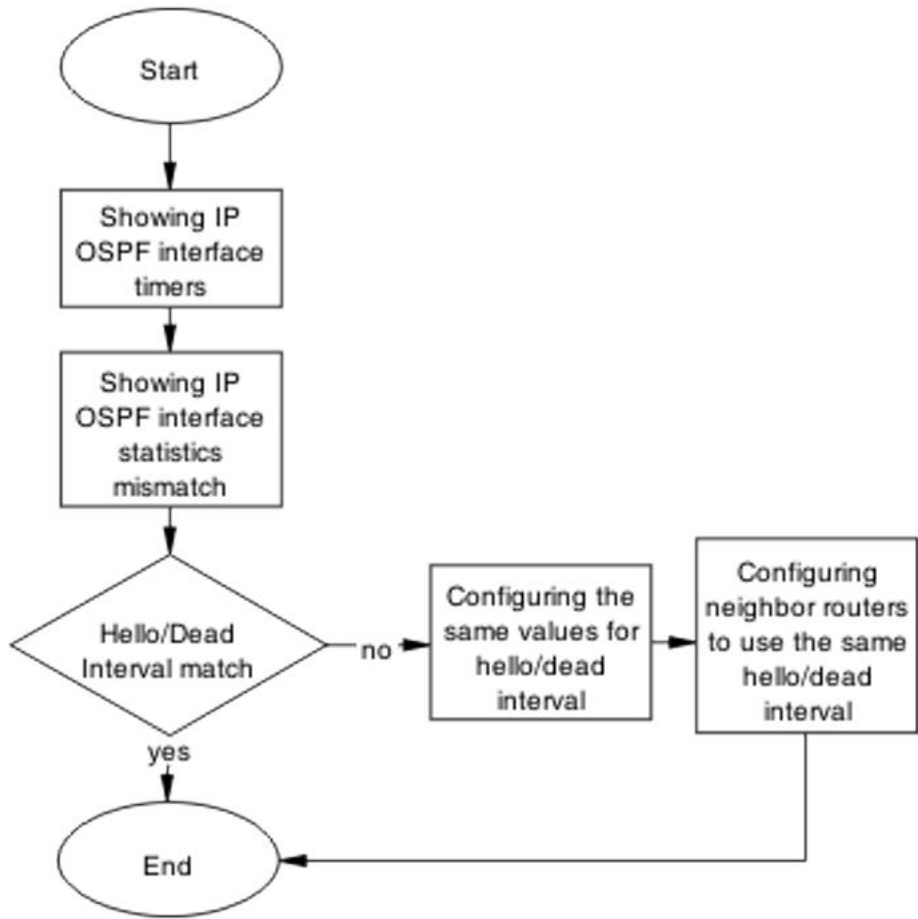 Start
Showing IP
OSPF interface
timers
Showing IP
OSPF interface
statistics
mismatch
Hello/Dead
Interval match
no
Configuring the
same values for
hello/dead
interval
Configuring
neighbor routers
to use the same
hello/dead
interval
yes
End